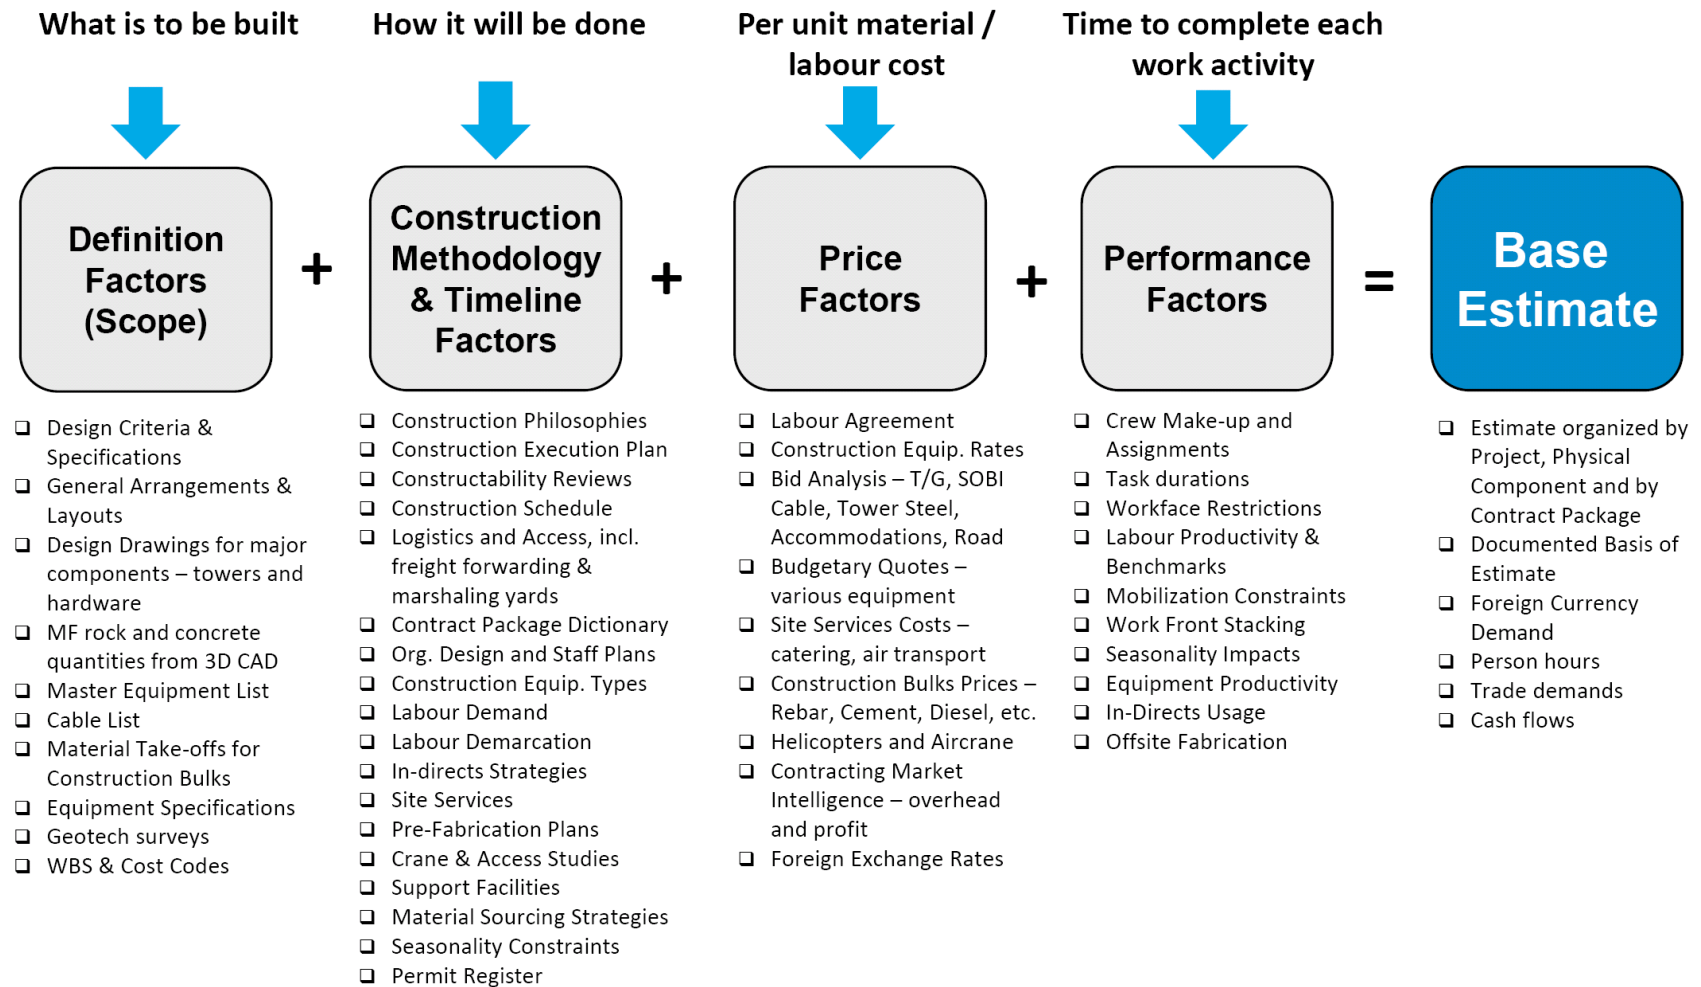 What is to be built
How it will be done
Per unit material /
labour cost
Time to complete each
work activity
Definition
Factors
(Scope)
+
Construction
Methodology
& Timeline
Factors
+
Price
Factors
+
Performance
Factors
=
Base
Estimate
❑ Design Criteria &
Specifications
❑ General Arrangements &
Layouts
❑ Design Drawings for major
components – towers and
hardware
❑ MF rock and concrete
quantities from 3D CAD
❑ Master Equipment List
❑ Cable List
❑ Material Take-offs for
Construction Bulks
❑ Equipment Specifications
❑ Geotech surveys
❑ WBS & Cost Codes
❑ Construction Philosophies
❑ Construction Execution Plan
❑ Constructability Reviews
❑ Construction Schedule
❑ Logistics and Access, incl.
freight forwarding &
marshaling yards
❑ Contract Package Dictionary
❑ Org. Design and Staff Plans
❑ Construction Equip. Types
❑ Labour Demand
❑ Labour Demarcation
❑ In-directs Strategies
❑ Site Services
❑ Pre-Fabrication Plans
❑ Crane & Access Studies
❑ Support Facilities
❑ Material Sourcing Strategies
❑ Seasonality Constraints
❑ Permit Register
❑ Labour Agreement
❑ Construction Equip. Rates
❑ Bid Analysis – T/G, SOBI
Cable, Tower Steel,
Accommodations, Road
❑ Budgetary Quotes –
various equipment
❑ Site Services Costs –
catering, air transport
❑ Construction Bulks Prices –
Rebar, Cement, Diesel, etc.
❑ Helicopters and Aircrane
❑ Contracting Market
Intelligence – overhead
and profit
❑ Foreign Exchange Rates
❑ Crew Make-up and
Assignments
❑ Task durations
❑ Workface Restrictions
❑ Labour Productivity &
Benchmarks
❑ Mobilization Constraints
❑ Work Front Stacking
❑ Seasonality Impacts
❑ Equipment Productivity
❑ In-Directs Usage
❑ Offsite Fabrication
❑ Estimate organized by
Project, Physical
Component and by
Contract Package
❑ Documented Basis of
Estimate
❑ Foreign Currency
Demand
❑ Person hours
❑ Trade demands
❑ Cash flows